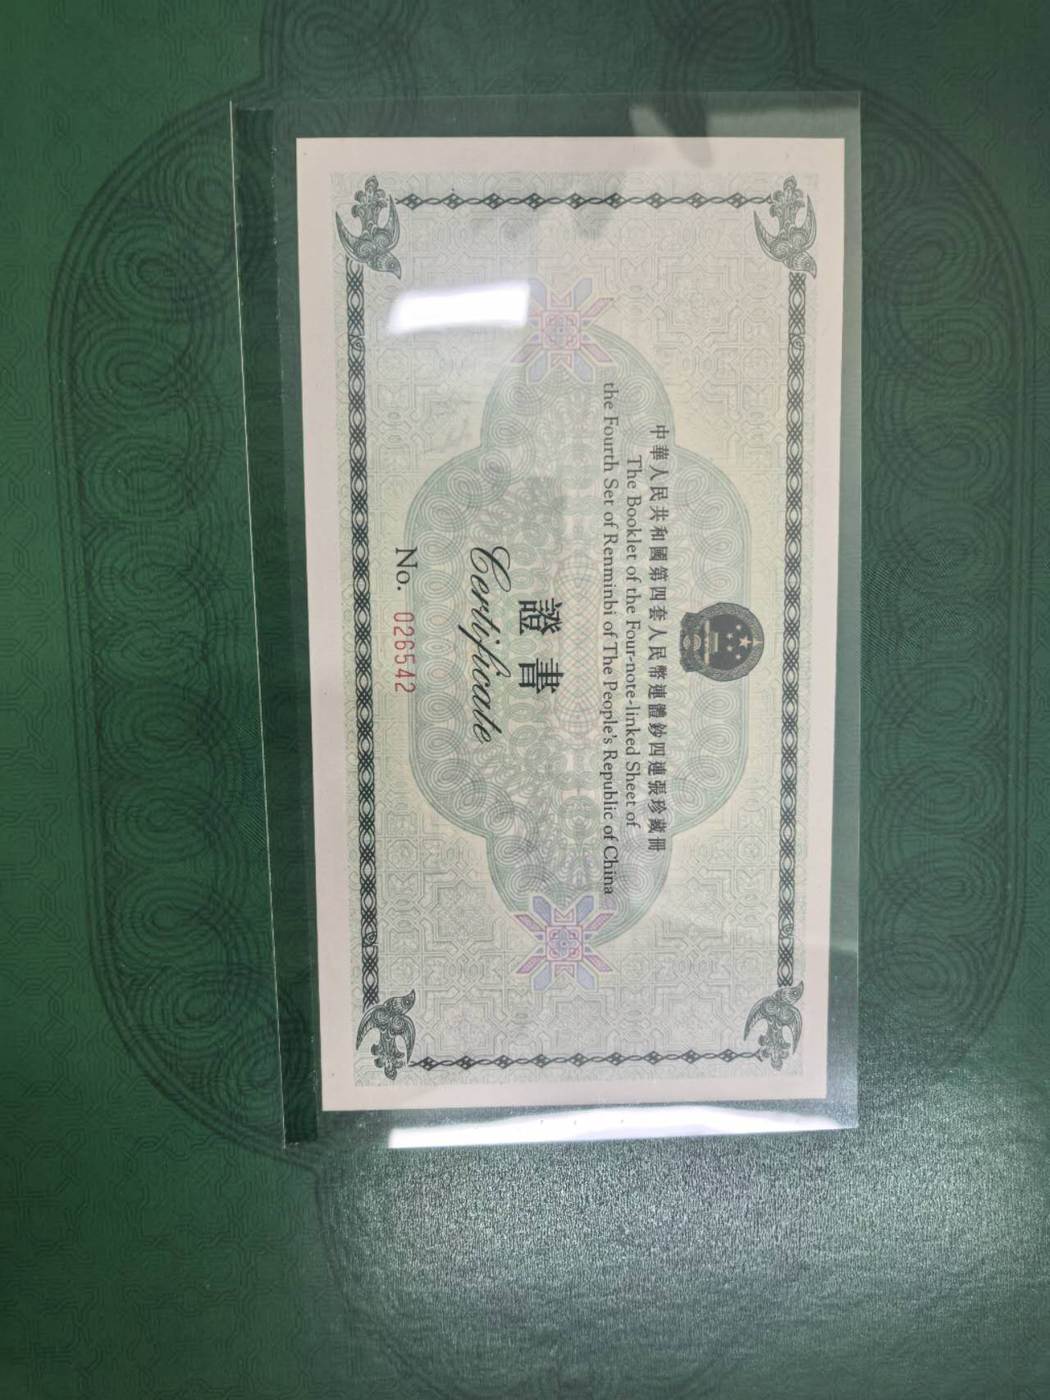 中華人民共和國第四套人民幣連體鈔四連張珍藏冊
The Booklet of the Four-note-linked Sheet of
the Fourth Set of Renminbi of The People's Republic of China
證書
Certificate
No. 026542